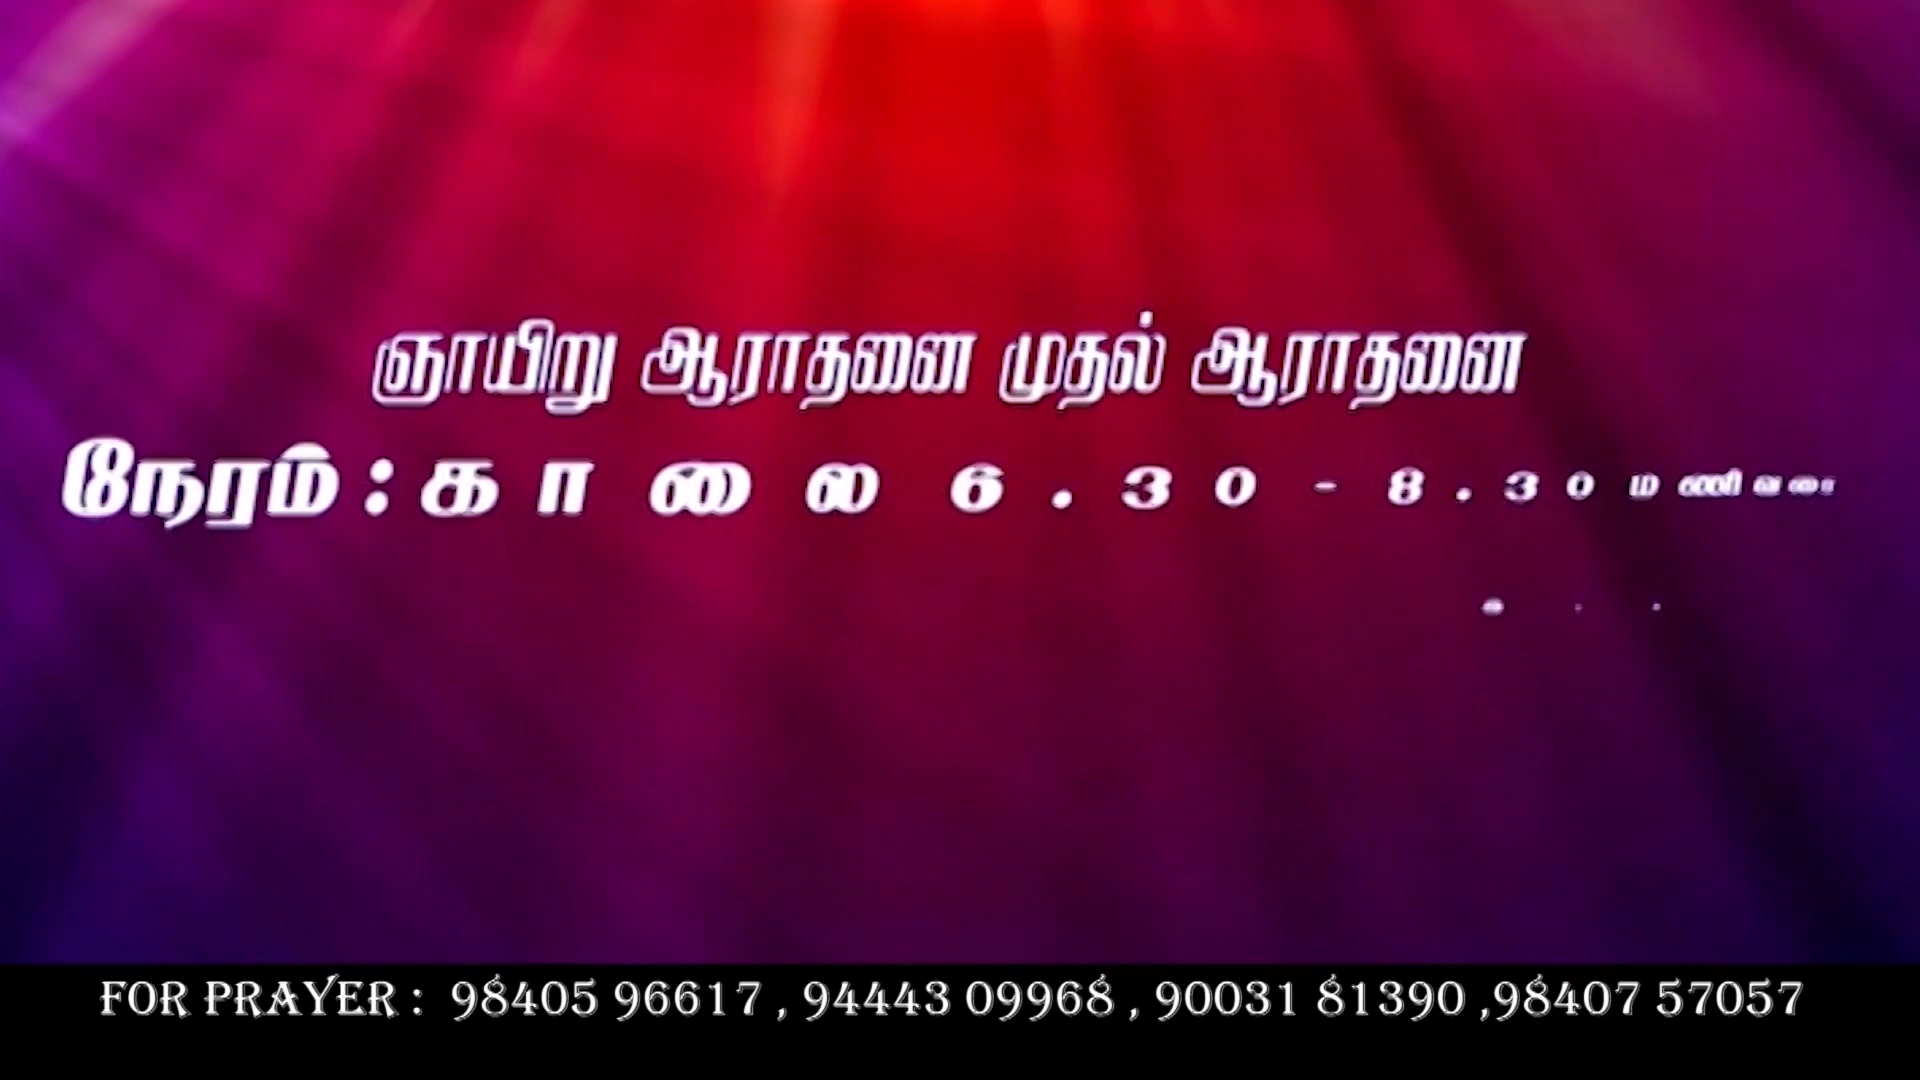 ஞாயிறு ஆராதனை முதல் ஆராதனை
நேரம் : காலை 6.30 - 8.30 மணிவரை
FOR PRAYER : 98405 96617 , 94443 09968 , 90031 81390 ,98407 57057